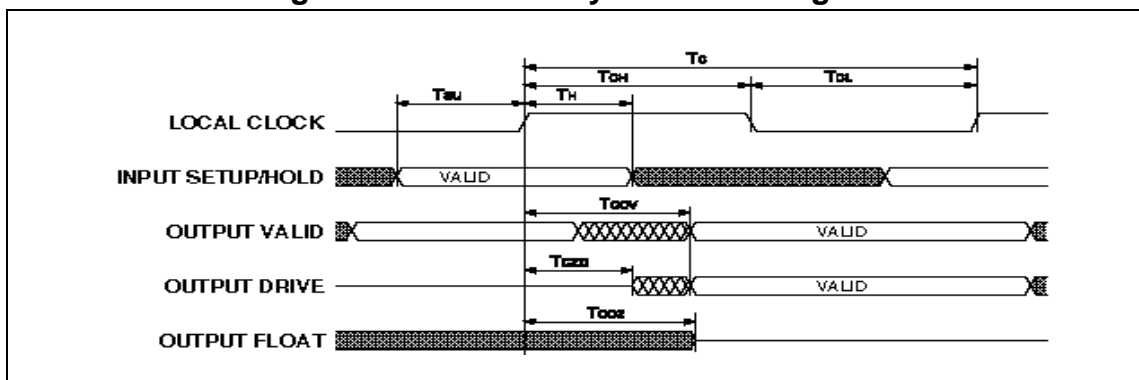 Tc
TCH TCL
TSU TH
LOCAL CLOCK
INPUT SETUP/HOLD VALID
TCOV
OUTPUT VALID VALID
TCZO
OUTPUT DRIVE VALID
TCOZ
OUTPUT FLOAT